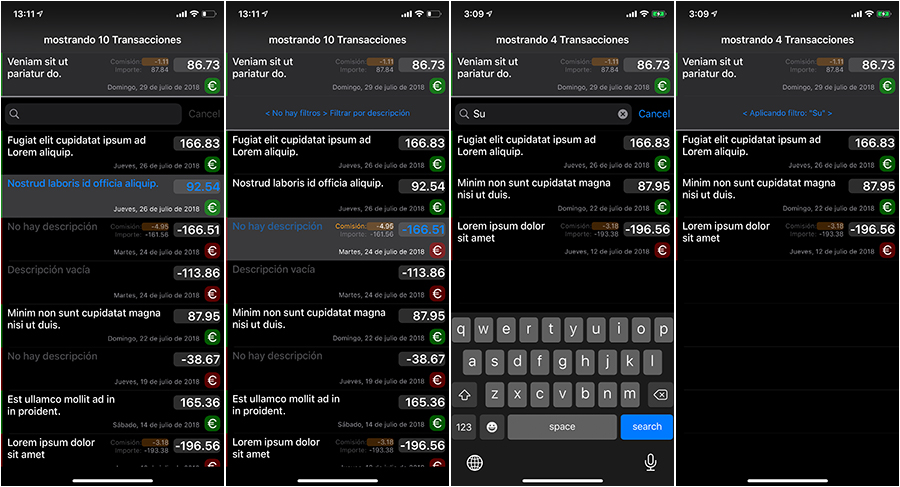 13:11
mostrando 10 Transacciones
Veniam sit ut
pariatur do.
Comisión: -1.11
Importe: 87.84
86.73
Domingo, 29 de julio de 2018
€
Cancel
Fugiat elit cupidatat ipsum ad
Lorem aliquip.
166.83
Jueves, 26 de julio de 2018
€
Nostrud laboris id officia aliquip.
92.54
Jueves, 26 de julio de 2018
€
No hay descripción
Comisión: -4.95
Importe: -161.56
-166.51
Martes, 24 de julio de 2018
€
Descripción vacía
-113.86
Martes, 24 de julio de 2018
€
Minim non sunt cupidatat magna
nisi ut duis.
87.95
Domingo, 22 de julio de 2018
€
No hay descripción
-38.67
Jueves, 19 de julio de 2018
€
Est ullamco mollit ad in
in proident.
165.36
Sábado, 14 de julio de 2018
€
Lorem ipsum dolor
sit amet
Comisión: -3.18
Importe: -193.38
-196.56
13:11
mostrando 10 Transacciones
Veniam sit ut
pariatur do.
Comisión: -1.11
Importe: 87.84
86.73
Domingo, 29 de julio de 2018
€
< No hay filtros > Filtrar por descripción
Fugiat elit cupidatat ipsum ad
Lorem aliquip.
166.83
Jueves, 26 de julio de 2018
€
Nostrud laboris id officia aliquip.
92.54
Jueves, 26 de julio de 2018
€
No hay descripción
Comisión: -4.95
Importe: -161.56
-166.51
Martes, 24 de julio de 2018
€
Descripción vacía
-113.86
Martes, 24 de julio de 2018
€
Minim non sunt cupidatat magna
nisi ut duis.
87.95
Domingo, 22 de julio de 2018
€
No hay descripción
-38.67
Jueves, 19 de julio de 2018
€
Est ullamco mollit ad in
in proident.
165.36
Sábado, 14 de julio de 2018
€
Lorem ipsum dolor
sit amet
Comisión: -3.18
Importe: -193.38
-196.56
3:09
mostrando 4 Transacciones
Veniam sit ut
pariatur do.
Comisión: -1.11
Importe: 87.84
86.73
Domingo, 29 de julio de 2018
€
Su
Cancel
Fugiat elit cupidatat ipsum ad
Lorem aliquip.
166.83
Jueves, 26 de julio de 2018
€
Minim non sunt cupidatat magna
nisi ut duis.
87.95
Domingo, 22 de julio de 2018
€
Lorem ipsum dolor
sit amet
Comisión: -3.18
Importe: -193.38
-196.56
Jueves, 12 de julio de 2018
€
q w e r t y u i o p
a s d f g h j k l
z x c v b n m
123 space search
3:09
mostrando 4 Transacciones
Veniam sit ut
pariatur do.
Comisión: -1.11
Importe: 87.84
86.73
Domingo, 29 de julio de 2018
€
< Aplicando filtro: "Su" >
Fugiat elit cupidatat ipsum ad
Lorem aliquip.
166.83
Jueves, 26 de julio de 2018
€
Minim non sunt cupidatat magna
nisi ut duis.
87.95
Domingo, 22 de julio de 2018
€
Lorem ipsum dolor
sit amet
Comisión: -3.18
Importe: -193.38
-196.56
Jueves, 12 de julio de 2018
€